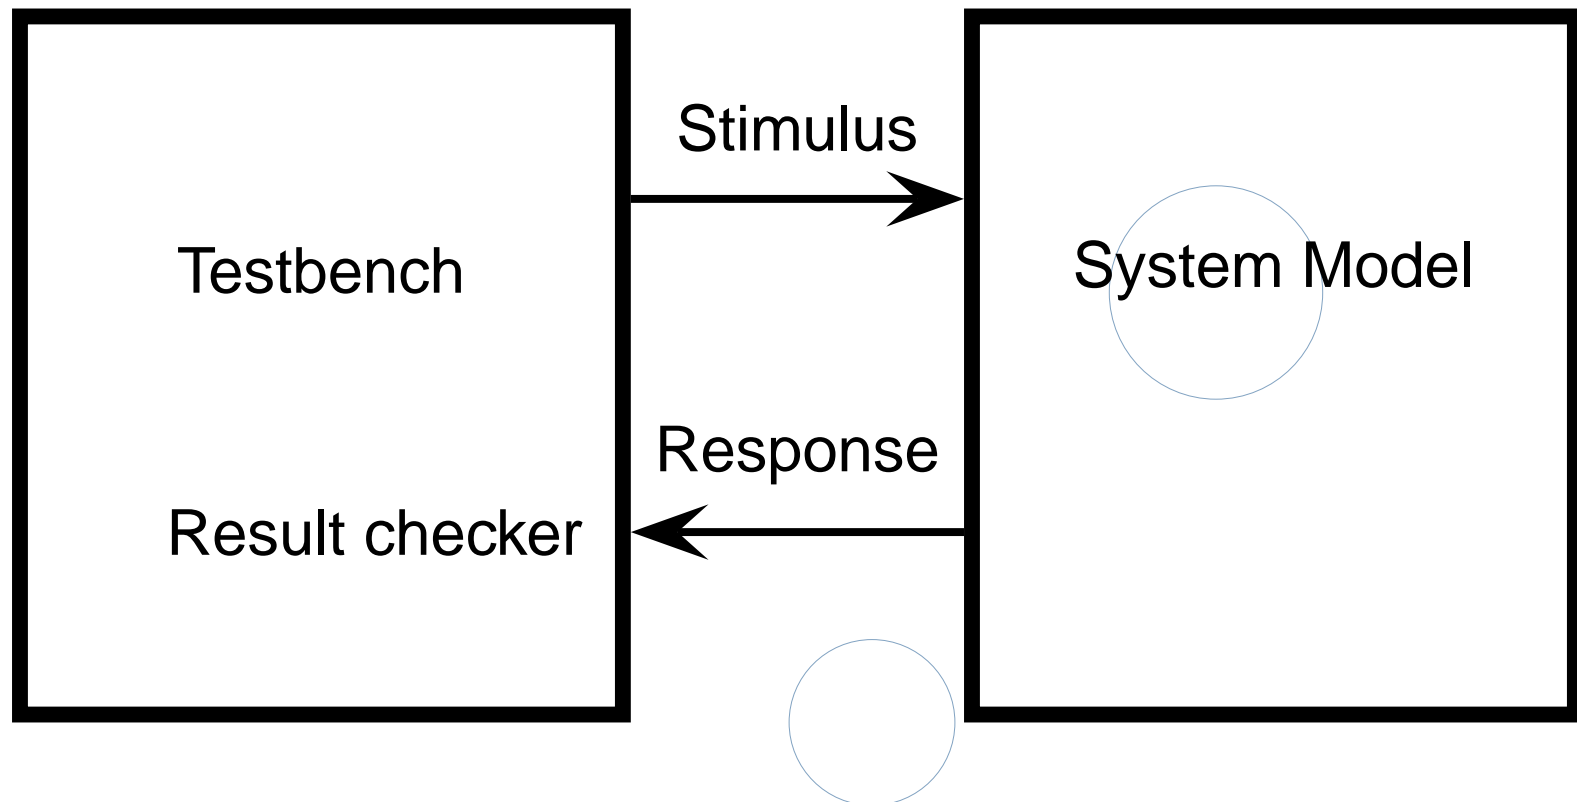 Stimulus
Testbench
System Model
Response
Result checker